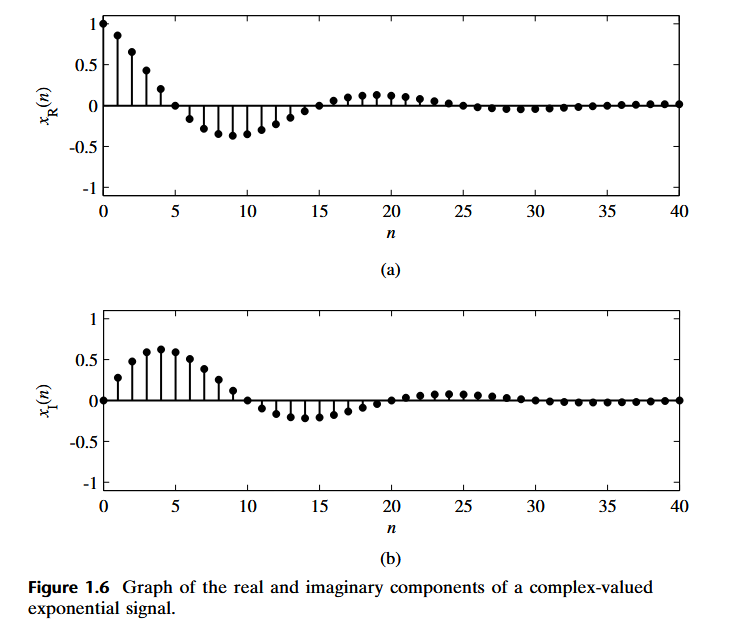 1
0.5
0
-0.5
-1
xR(n)
0 5 10 15 20 25 30 35 40
n
(a)
1
0.5
0
-0.5
-1
xI(n)
0 5 10 15 20 25 30 35 40
n
(b)
Figure 1.6 Graph of the real and imaginary components of a complex-valued
exponential signal.